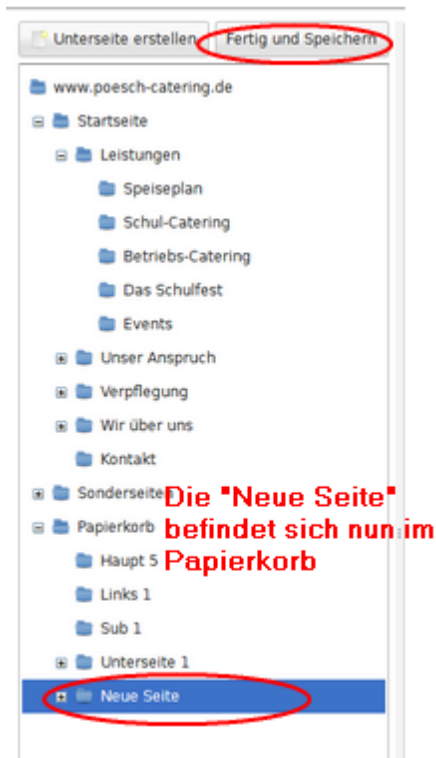 Unterseite erstellen Fertig und Speichern
www.poesch-catering.de
Startseite
Leistungen
Speiseplan
Schul-Catering
Betriebs-Catering
Das Schulfest
Events
Unser Anspruch
Verpflegung
Wir über uns
Kontakt
Sonderseiten
Papierkorb
Haupt 5
Links 1
Sub 1
Unterseite 1
Neue Seite
Die "Neue Seite"
befindet sich nun im
Papierkorb